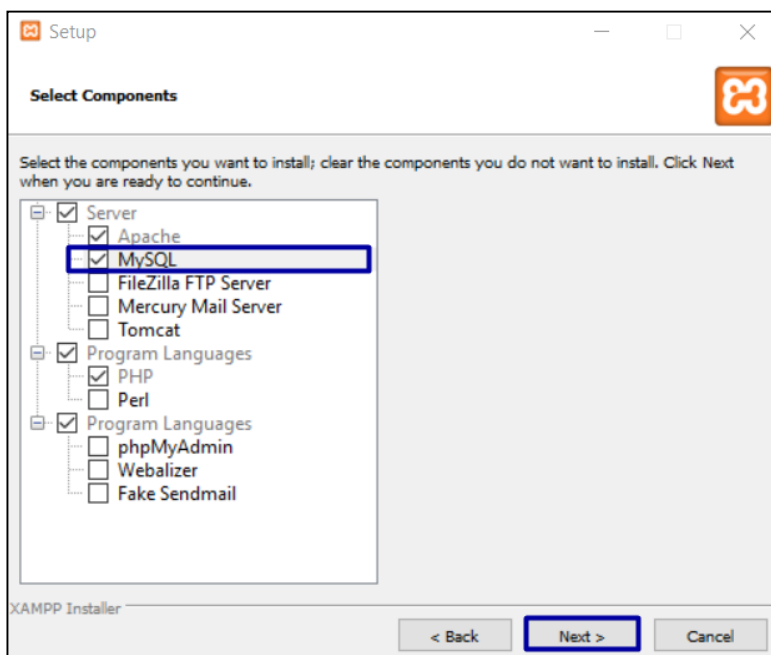 Setup
Select Components
Select the components you want to install; clear the components you do not want to install. Click Next
when you are ready to continue.
Server
Apache
MySQL
FileZilla FTP Server
Mercury Mail Server
Tomcat
Program Languages
PHP
Perl
Program Languages
phpMyAdmin
Webalizer
Fake Sendmail
XAMPP Installer
< Back
Next >
Cancel